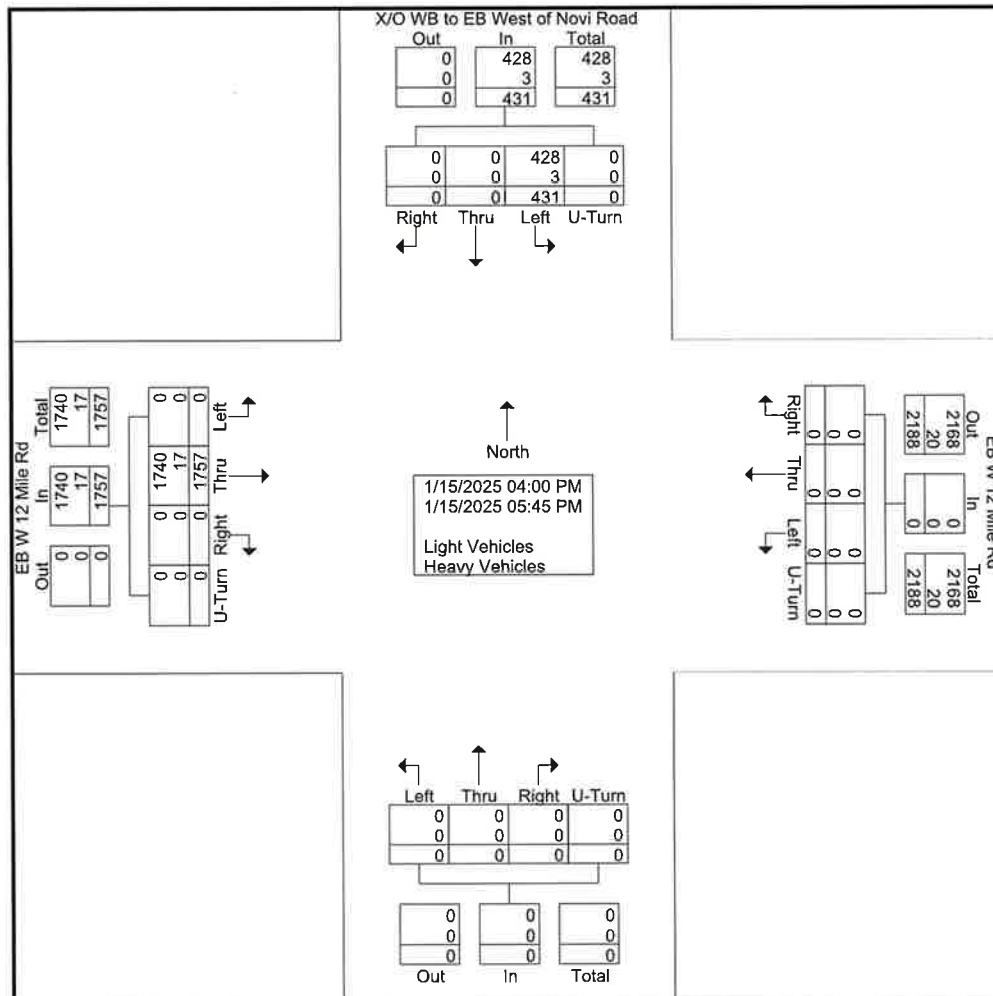 X/O WB to EB West of Novi Road
Out In Total
0 428 428
0 3 3
0 431 431
0 0 428 0
0 0 3 0
0 0 431 0
Right Thru Left U-Turn
EB W 12 Mile Rd
Out In Total
0 1740 1740
0 17 17
0 1757 1757
Left Thru Right U-Turn
0 1740 0 0
0 17 0 0
0 1757 0 0
North
1/15/2025 04:00 PM
1/15/2025 05:45 PM
Light Vehicles
Heavy Vehicles
Right Thru Left U-Turn
0 0 0 0
0 0 0 0
0 0 0 0
Out In Total
2168 0 2168
20 0 20
2188 0 2188
EB W 12 Mile Rd
Left Thru Right U-Turn
0 0 0 0
0 0 0 0
0 0 0 0
0 0 0
0 0 0
0 0 0
Out In Total